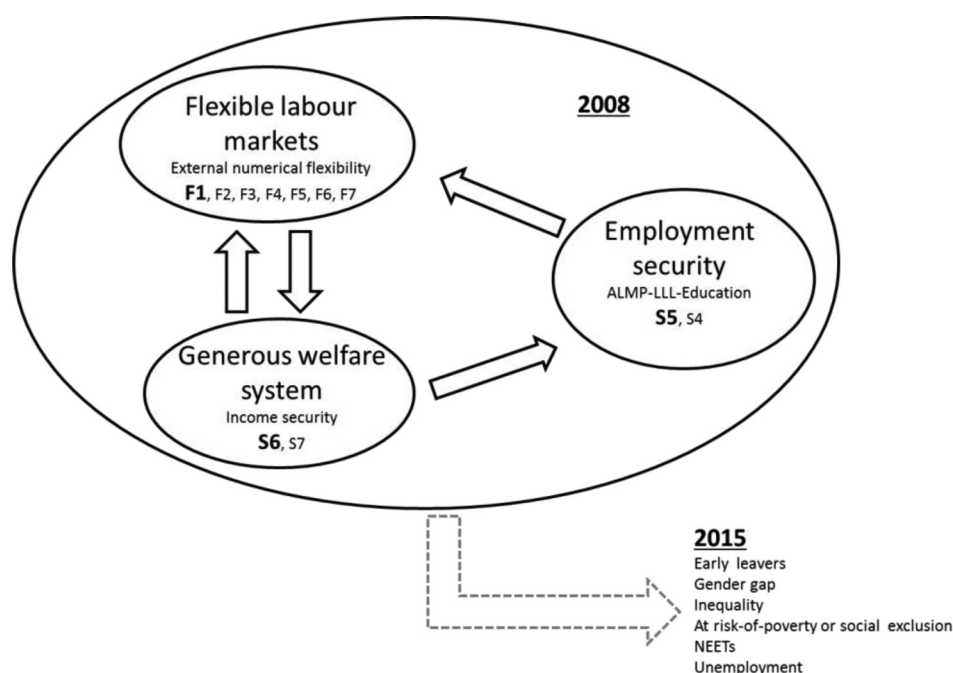 Flexible labour
markets
External numerical flexibility
F1, F2, F3, F4, F5, F6, F7
2008
Employment
security
ALMP-LLL-Education
S5, S4
Generous welfare
system
Income security
S6, S7
2015
Early leavers
Gender gap
Inequality
At risk-of-poverty or social exclusion
NEETs
Unemployment